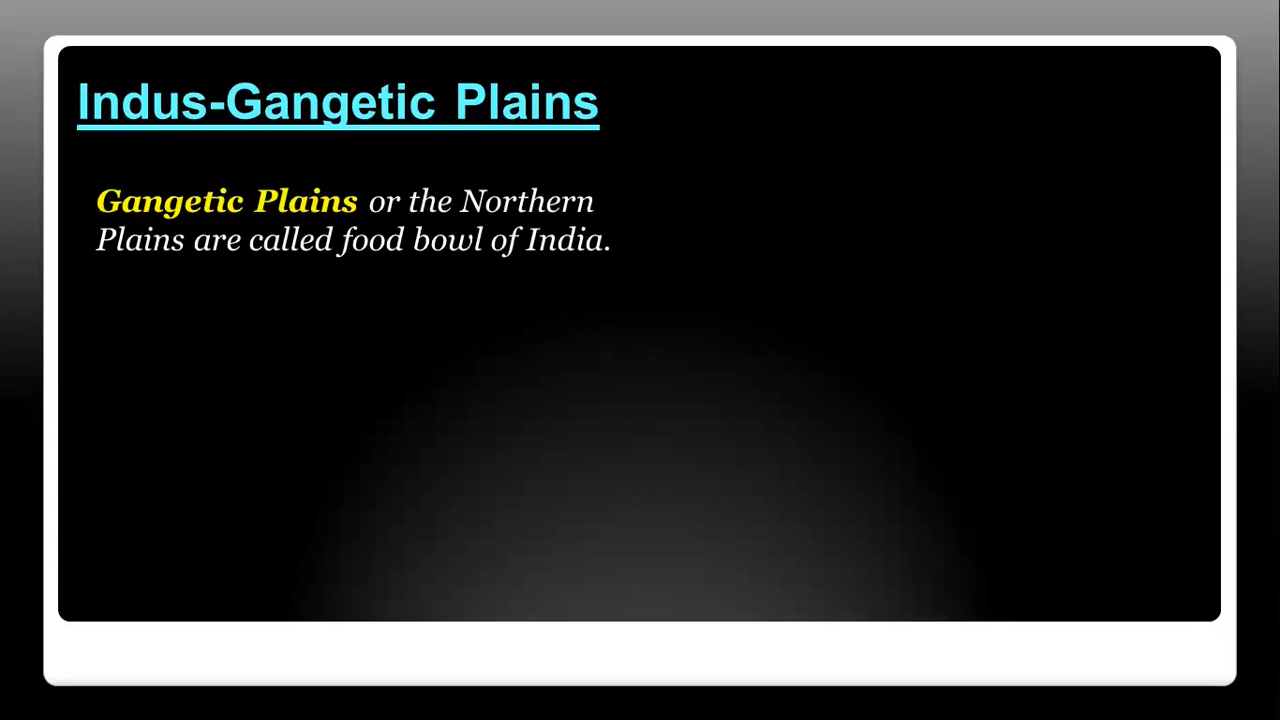 Indus-Gangetic Plains
Gangetic Plains or the Northern
Plains are called food bowl of India.